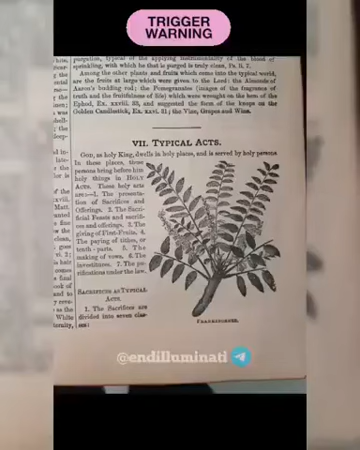 TRIGGER
WARNING
purgation, typical of the applying instrumentality of the blood of
sprinkling, with which he that is purged is truly clean, Ps. li. 7.
Among the other plants and fruits which come into the typical world,
are the fruits at large which were given to the Lord: the Almonds of
Aaron's budding rod; the Pomegranates (images of the fragrance of
truth and the fruitfulness of life) which were wrought on the hem of the
Ephod, Ex. xxviii. 33, and suggested the form of the knops on the
Golden Candlestick, Ex. xxvi. 31; the Vine, Grapes and Wine.
VII. TYPICAL ACTS.
GOD, as holy King, dwells in holy places, and is served by holy persons
In these places, these
persons bring before him
holy things in HOLY
ACTS. These holy acts
are:—1. The presenta-
tion of Sacrifices and
Offerings. 2. The Sacri-
ficial Feasts and sacrifi-
ces and offerings. 3. The
giving of First-Fruits. 4.
The paying of tithes, or
tenth-parts. 5. The
making of vows. 6. The
investitures. 7. The pu-
rifications under the law.
SACRIFICES AS TYPICAL
ACTS.
1. The Sacrifices are
divided into seven clas-
ses:
FRANKINCENSE.
@endilluminati